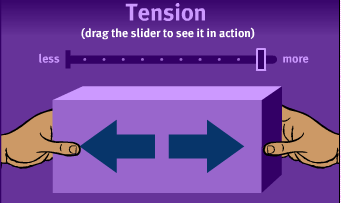 Tension
(drag the slider to see it in action)
less more